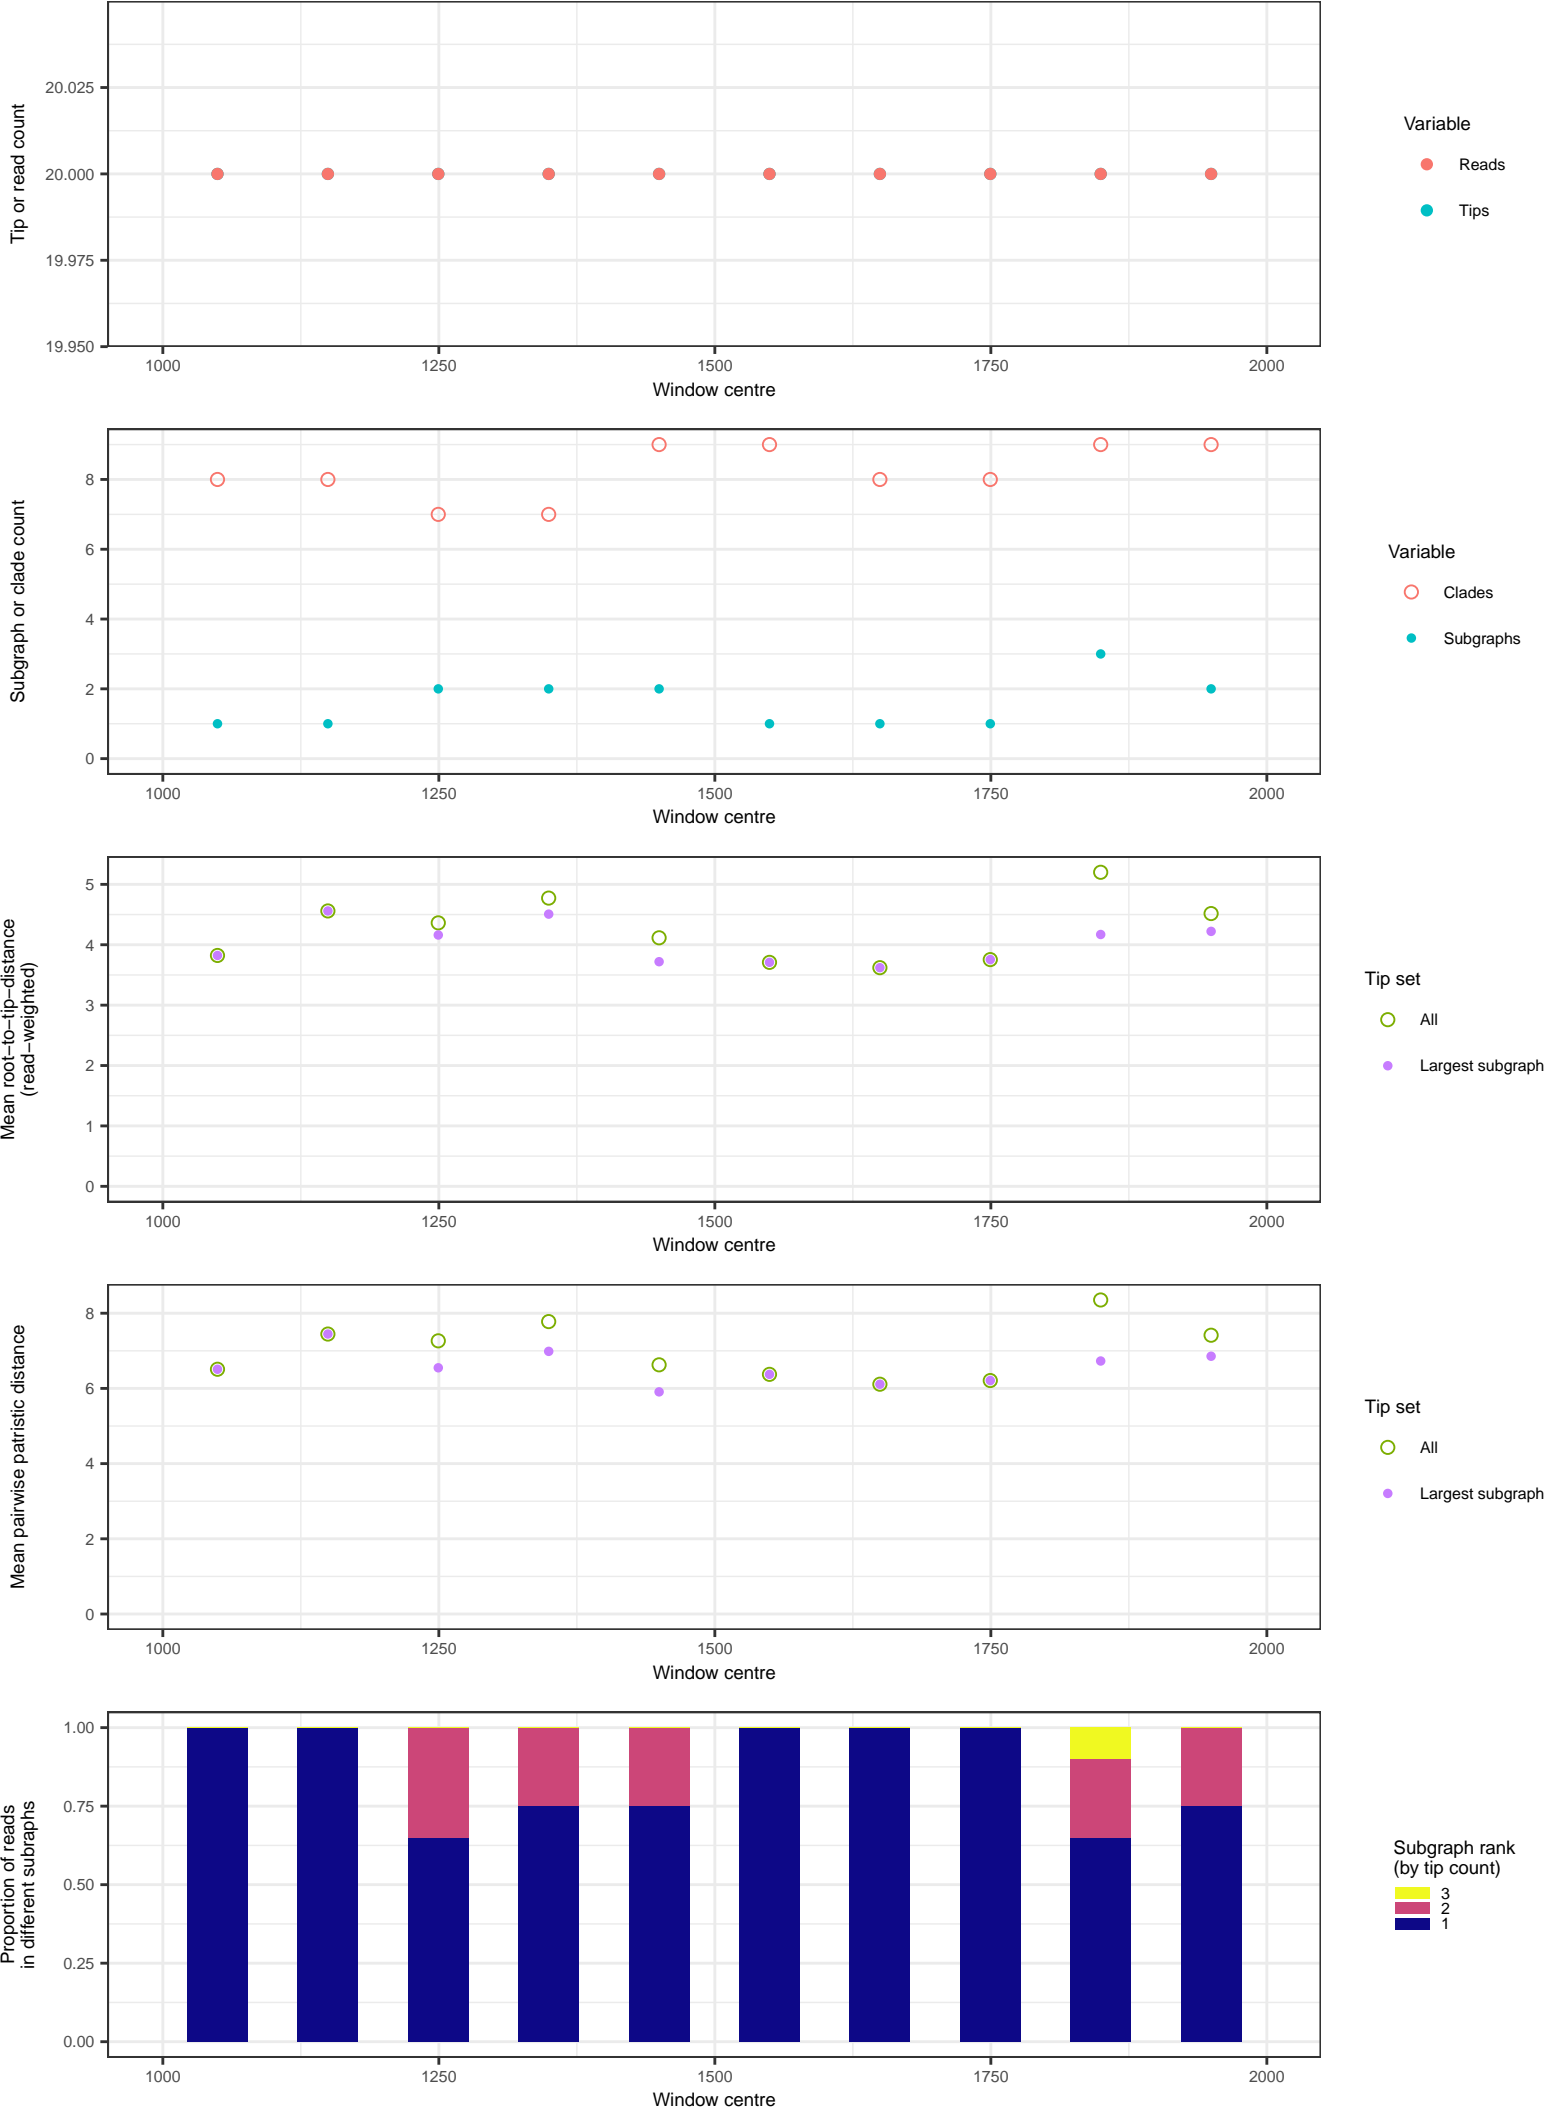 Tip or read count
20.025
20.000
19.975
19.950
1000 1250 1500 1750 2000
Window centre
Variable
Reads
Tips
Subgraph or clade count
8
6
4
2
0
1000 1250 1500 1750 2000
Window centre
Variable
Clades
Subgraphs
Mean root−to−tip−distance
(read−weighted)
5
4
3
2
1
0
1000 1250 1500 1750 2000
Window centre
Tip set
All
Largest subgraph
Mean pairwise patristic distance
8
6
4
2
0
1000 1250 1500 1750 2000
Window centre
Tip set
All
Largest subgraph
Proportion of reads
in different subraphs
1.00
0.75
0.50
0.25
0.00
1000 1250 1500 1750 2000
Window centre
Subgraph rank
(by tip count)
3
2
1